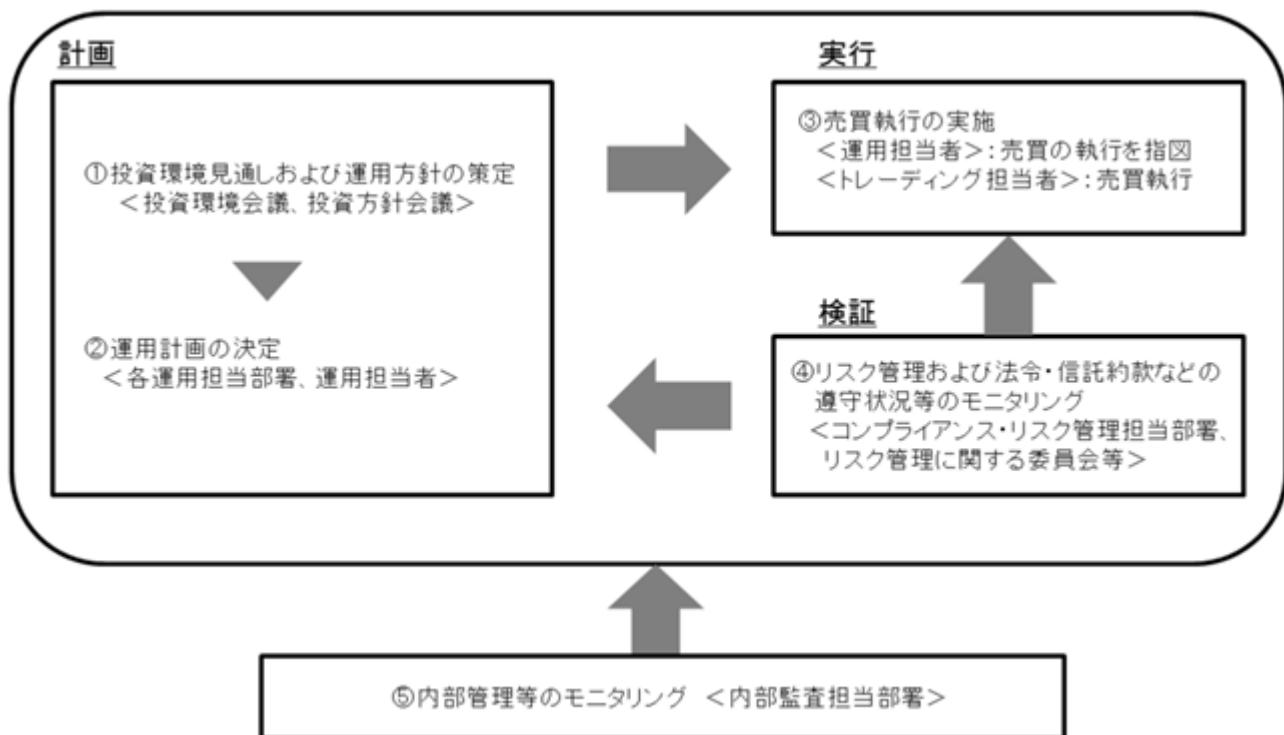 計画
①投資環境見通しおよび運用方針の策定
＜投資環境会議、投資方針会議＞
②運用計画の決定
＜各運用担当部署、運用担当者＞
実行
③売買執行の実施
＜運用担当者＞：売買の執行を指図
＜トレーディング担当者＞：売買執行
検証
④リスク管理および法令・信託約款などの
遵守状況等のモニタリング
＜コンプライアンス・リスク管理担当部署、
リスク管理に関する委員会等＞
⑤内部管理等のモニタリング ＜内部監査担当部署＞